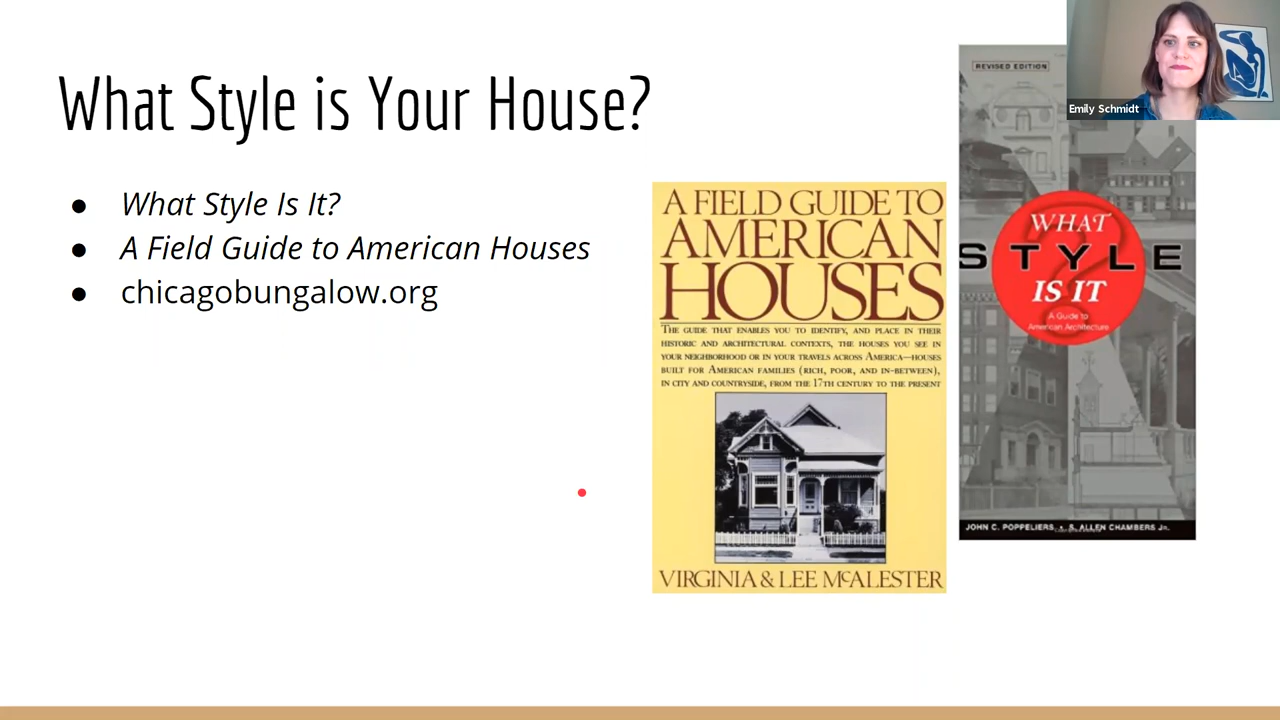 What Style is Your House?
● What Style Is It?
● A Field Guide to American Houses
● chicagobungalow.org
A FIELD GUIDE TO
AMERICAN
HOUSES
THE GUIDE THAT ENABLES YOU TO IDENTIFY, AND PLACE IN THEIR
HISTORIC AND ARCHITECTURAL CONTEXTS, THE HOUSES YOU SEE IN
YOUR NEIGHBORHOOD OR IN YOUR TRAVELS ACROSS AMERICA—HOUSES
BUILT FOR AMERICAN FAMILIES (RICH, POOR, AND IN-BETWEEN),
IN CITY AND COUNTRYSIDE, FROM THE 17TH CENTURY TO THE PRESENT
VIRGINIA & LEE MCALESTER
REVISED EDITION
WHAT
STYLE
IS IT
A Guide to
American Architecture
JOHN C. POPPELIERS • S. ALLEN CHAMBERS Jr.
Emily Schmidt